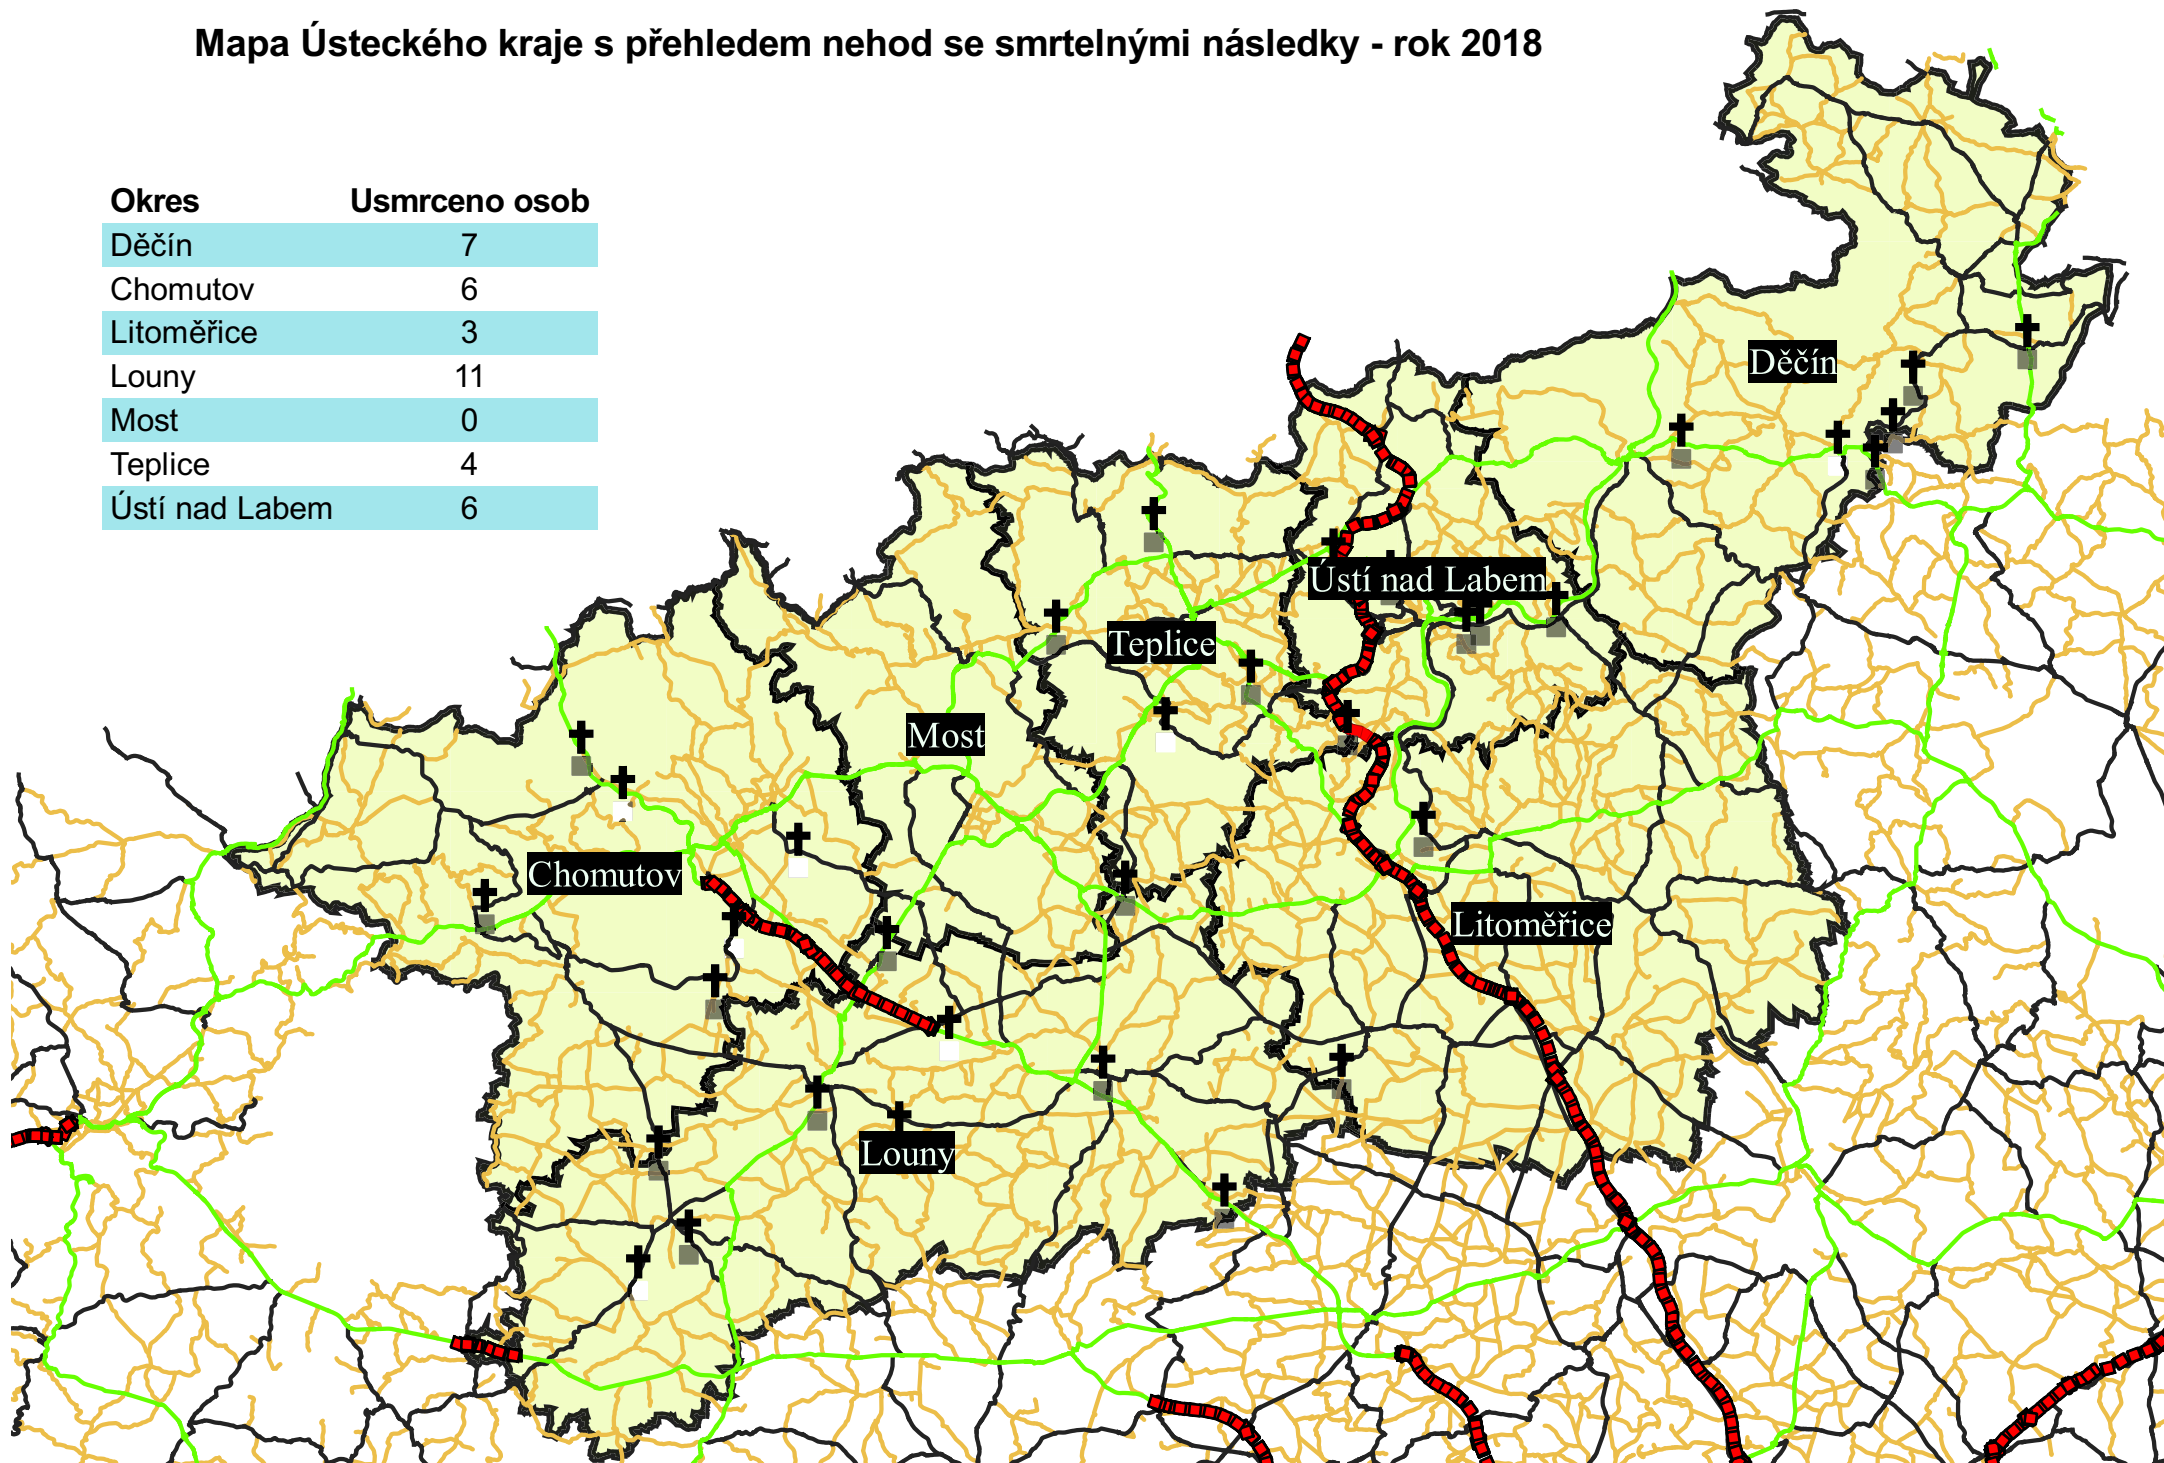 Mapa Ústeckého kraje s přehledem nehod se smrtelnými následky - rok 2018
Okres Usmrceno osob
Děčín 7
Chomutov 6
Litoměřice 3
Louny 11
Most 0
Teplice 4
Ústí nad Labem 6
Děčín
Ústí nad Labem
Teplice
Most
Chomutov
Litoměřice
Louny